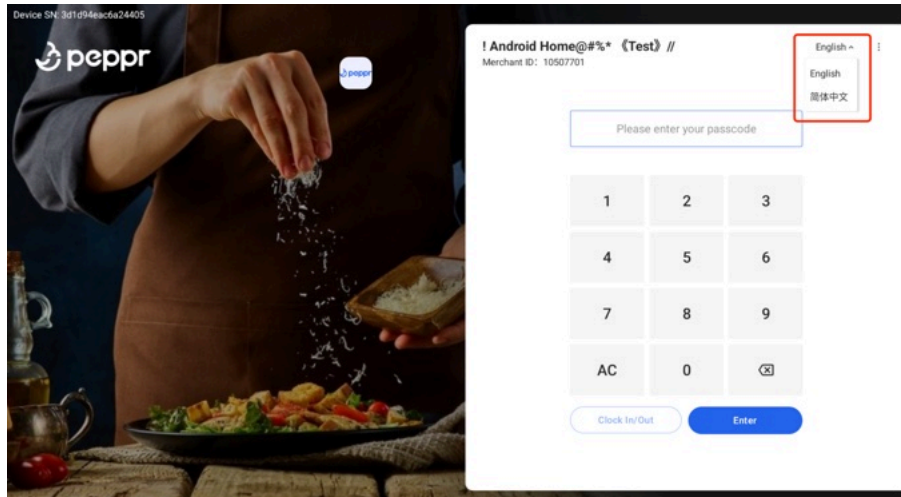 Device SN: 3d1d94eac6a24405
peppr
peppr
! Android Home@#%* 《Test》 //
Merchant ID: 10507701
English
English
简体中文
Please enter your passcode
1 2 3
4 5 6
7 8 9
AC 0
Clock In/Out Enter